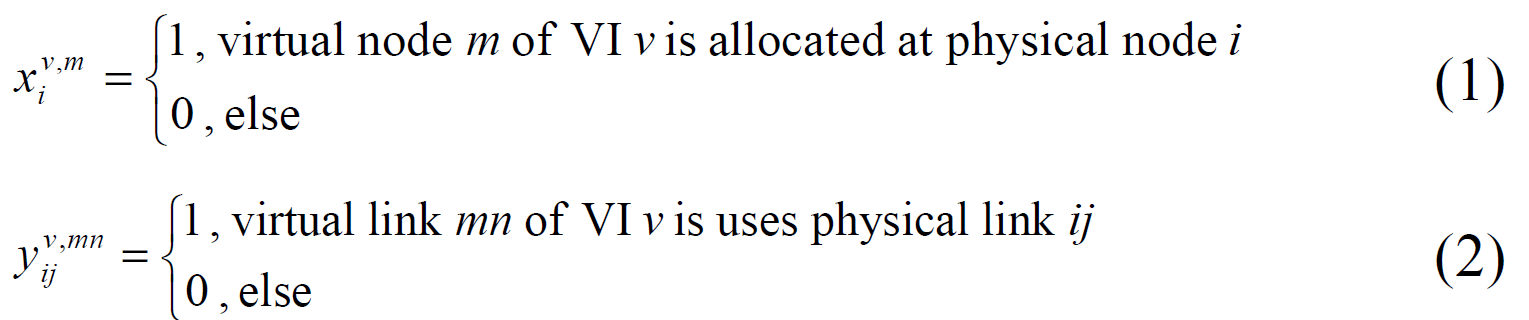 x_i^{v,m} = { 1 , virtual node m of VI v is allocated at physical node i (1)
0 , else
y_{ij}^{v,mn} = { 1 , virtual link mn of VI v is uses physical link ij (2)
0 , else